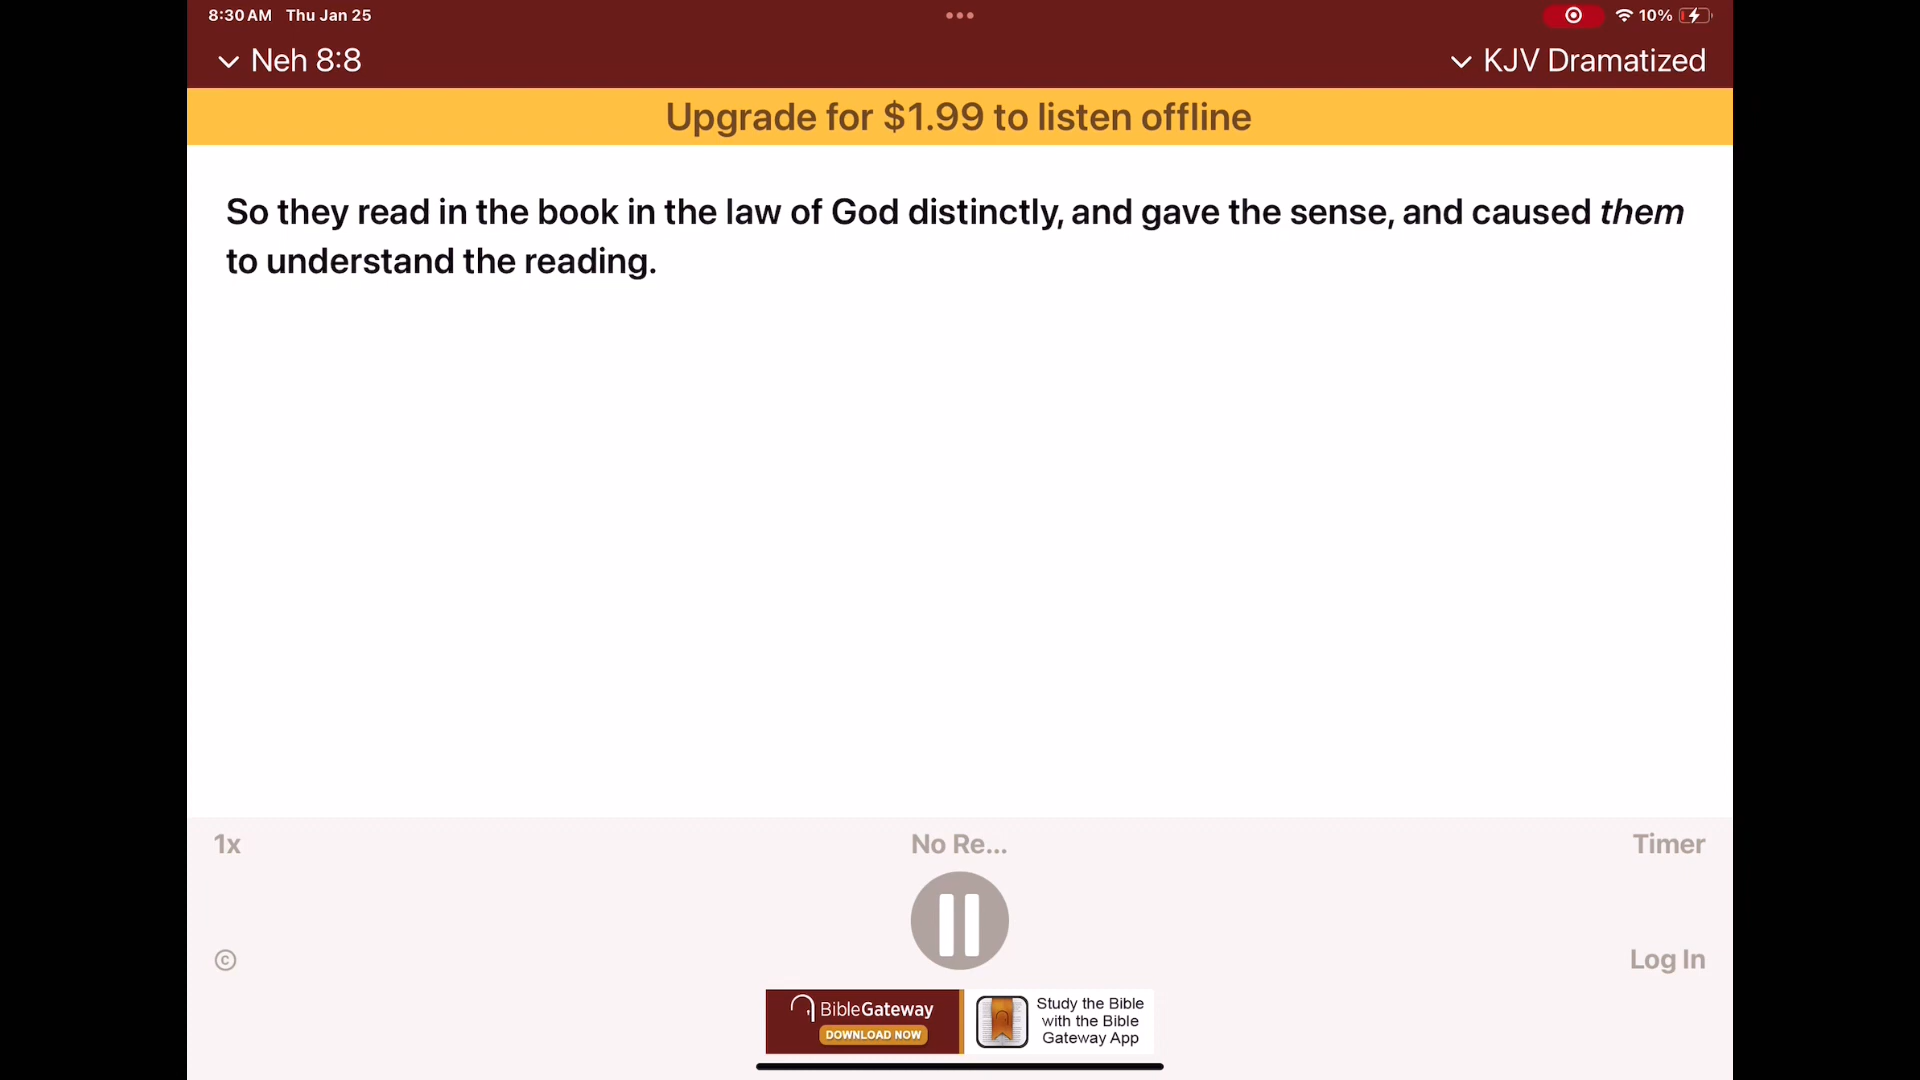 8:30 AM Thu Jan 25
10%
Neh 8:8
KJV Dramatized
Upgrade for $1.99 to listen offline
So they read in the book in the law of God distinctly, and gave the sense, and caused them
to understand the reading.
1x
No Re...
Timer
©
Log In
BibleGateway
DOWNLOAD NOW
Study the Bible
with the Bible
Gateway App